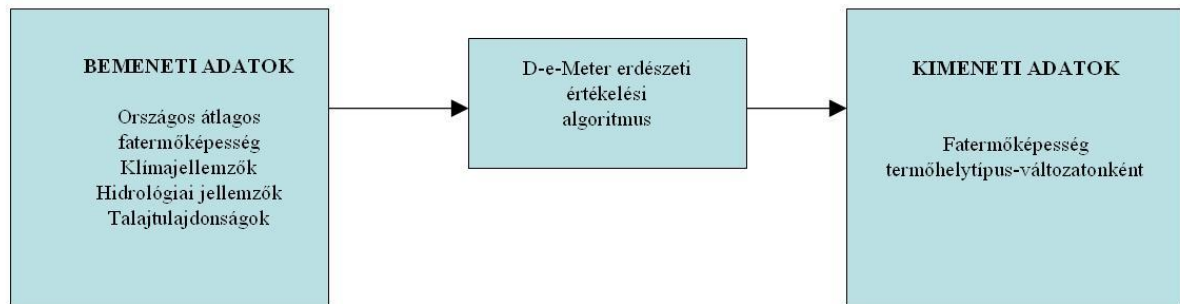 BEMENETI ADATOK
Országos átlagos
fatermőképesség
Klímajellemzők
Hidrológiai jellemzők
Talajtulajdonságok
D-e-Meter erdészeti
értékelési
algoritmus
KIMENETI ADATOK
Fatermőképesség
termőhelytípus-változatonként